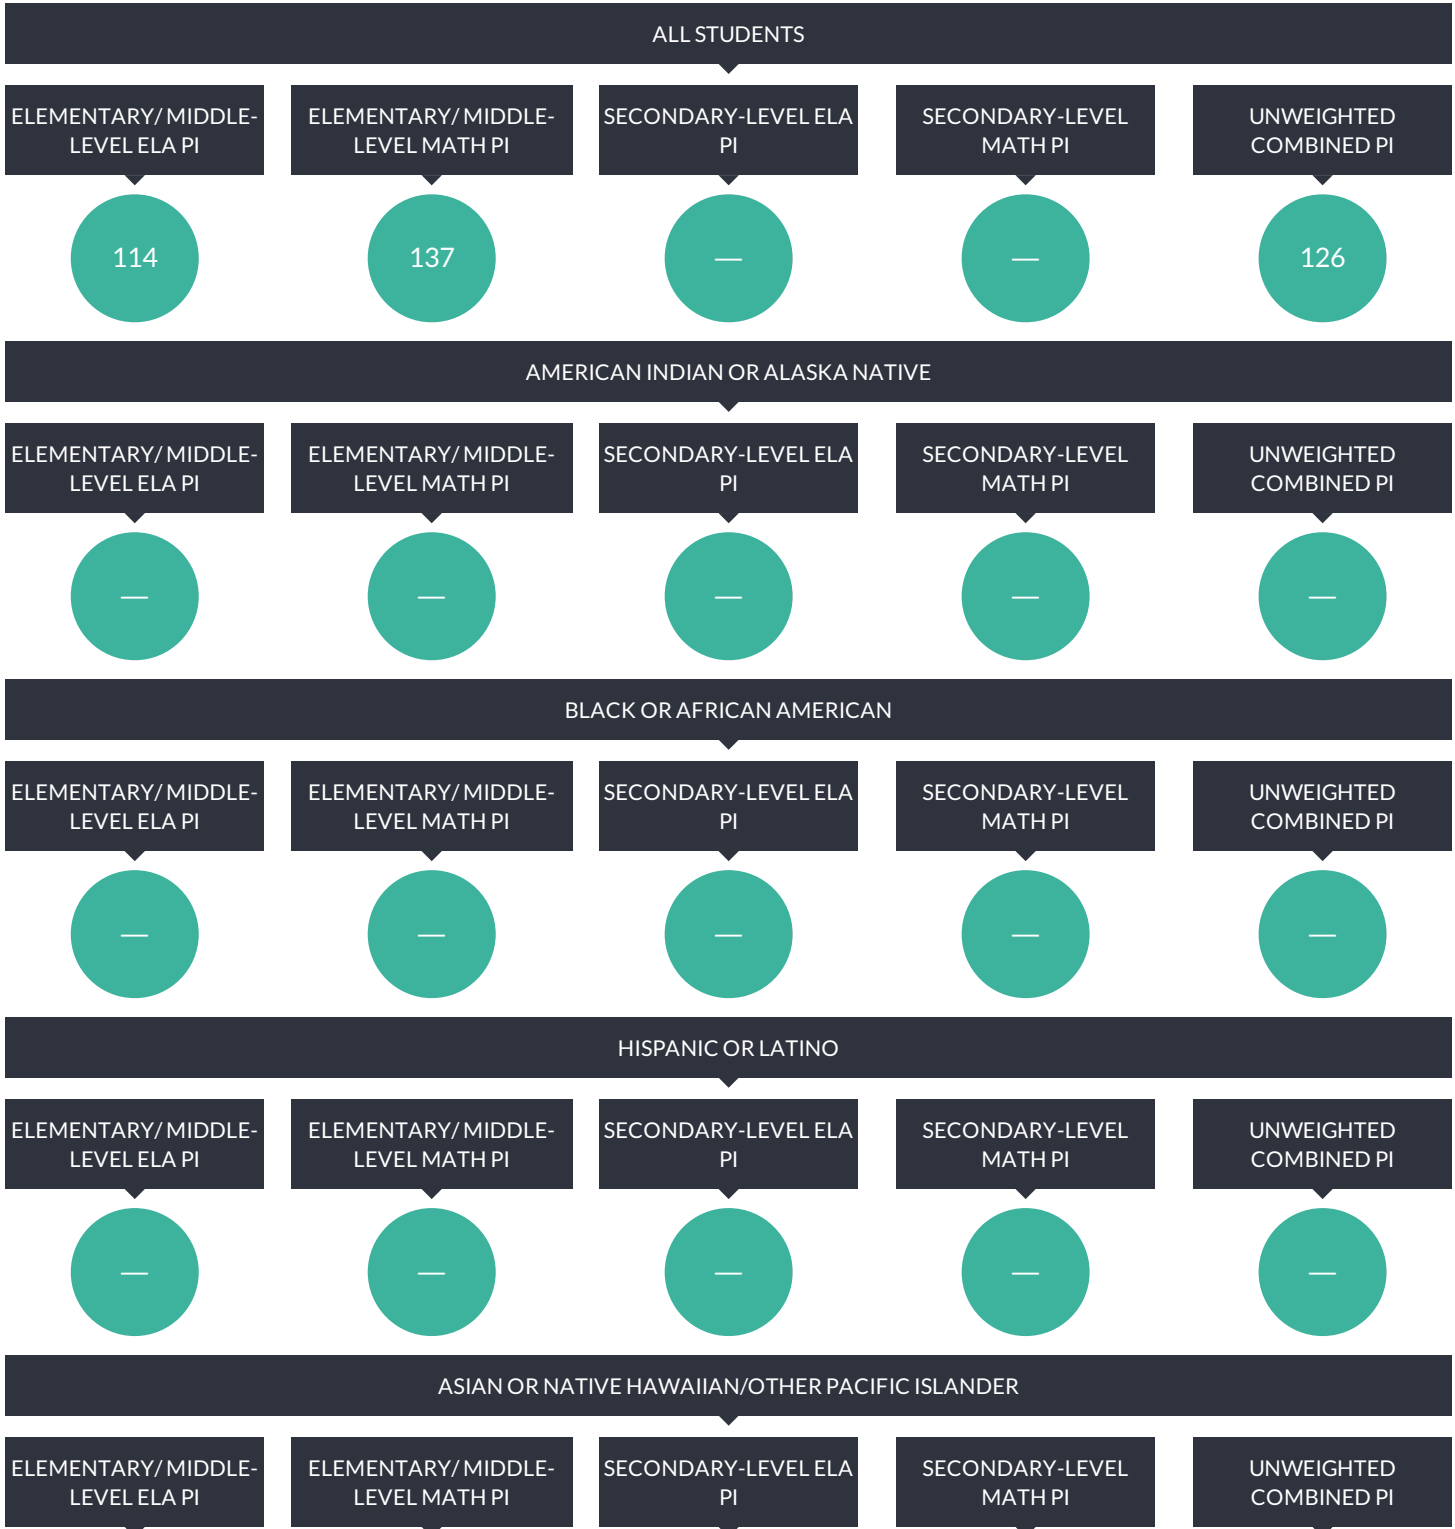 ALL STUDENTS
ELEMENTARY/ MIDDLE-
LEVEL ELA PI
ELEMENTARY/ MIDDLE-
LEVEL MATH PI
SECONDARY-LEVEL ELA
PI
SECONDARY-LEVEL
MATH PI
UNWEIGHTED
COMBINED PI
114
137
—
—
126
AMERICAN INDIAN OR ALASKA NATIVE
ELEMENTARY/ MIDDLE-
LEVEL ELA PI
ELEMENTARY/ MIDDLE-
LEVEL MATH PI
SECONDARY-LEVEL ELA
PI
SECONDARY-LEVEL
MATH PI
UNWEIGHTED
COMBINED PI
—
—
—
—
—
BLACK OR AFRICAN AMERICAN
ELEMENTARY/ MIDDLE-
LEVEL ELA PI
ELEMENTARY/ MIDDLE-
LEVEL MATH PI
SECONDARY-LEVEL ELA
PI
SECONDARY-LEVEL
MATH PI
UNWEIGHTED
COMBINED PI
—
—
—
—
—
HISPANIC OR LATINO
ELEMENTARY/ MIDDLE-
LEVEL ELA PI
ELEMENTARY/ MIDDLE-
LEVEL MATH PI
SECONDARY-LEVEL ELA
PI
SECONDARY-LEVEL
MATH PI
UNWEIGHTED
COMBINED PI
—
—
—
—
—
ASIAN OR NATIVE HAWAIIAN/OTHER PACIFIC ISLANDER
ELEMENTARY/ MIDDLE-
LEVEL ELA PI
ELEMENTARY/ MIDDLE-
LEVEL MATH PI
SECONDARY-LEVEL ELA
PI
SECONDARY-LEVEL
MATH PI
UNWEIGHTED
COMBINED PI